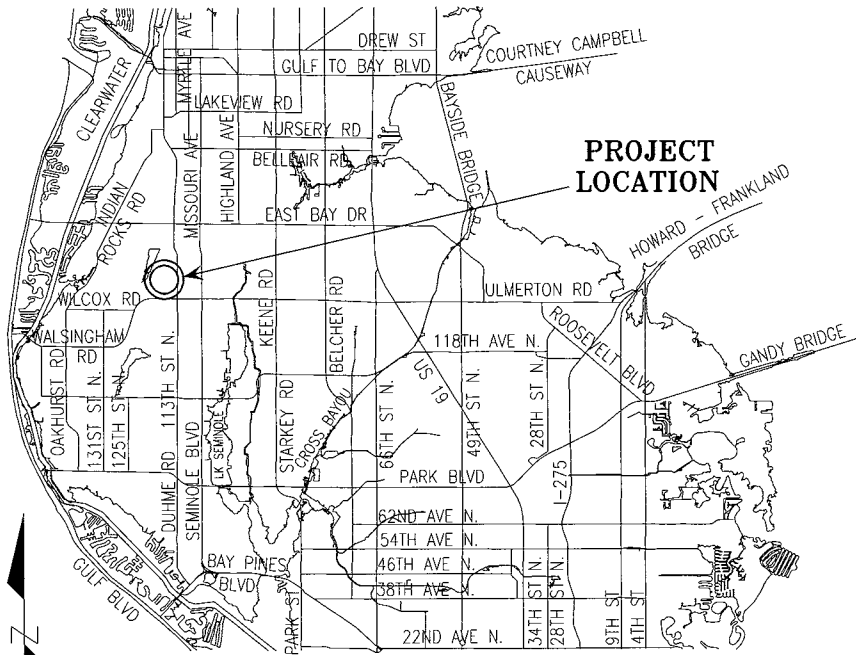 DREW ST
COURTNEY CAMPBELL
CAUSEWAY
GULF TO BAY BLVD
MYRTLE AVE
CLEARWATER
LAKEVIEW RD
BAYSIDE BRIDGE
NURSERY RD
BELLEAIR RD
PROJECT
LOCATION
MISSOURI AVE
HIGHLAND AVE
INDIAN
ROCKS RD
EAST BAY DR
HOWARD - FRANKLAND
BRIDGE
WILCOX RD
ULMERTON RD
KEENE RD
BELCHER RD
WALSINGHAM
RD
118TH AVE N.
ROOSEVELT BLVD
GANDY BRIDGE
US 19
OAKHURST RD
131ST ST N.
125TH ST N.
113TH ST N.
DUHME RD
SEMINOLE BLVD
LK SEMINOLE
STARKEY RD
CROSS BAYOU
66TH ST N.
49TH ST N.
28TH ST N.
I-275
PARK BLVD
62ND AVE N.
54TH AVE N.
46TH AVE N.
38TH AVE N.
BAY PINES
BLVD
GULF BLVD
PARK ST
22ND AVE N.
34TH ST N.
28TH ST N.
9TH ST
4TH ST
N